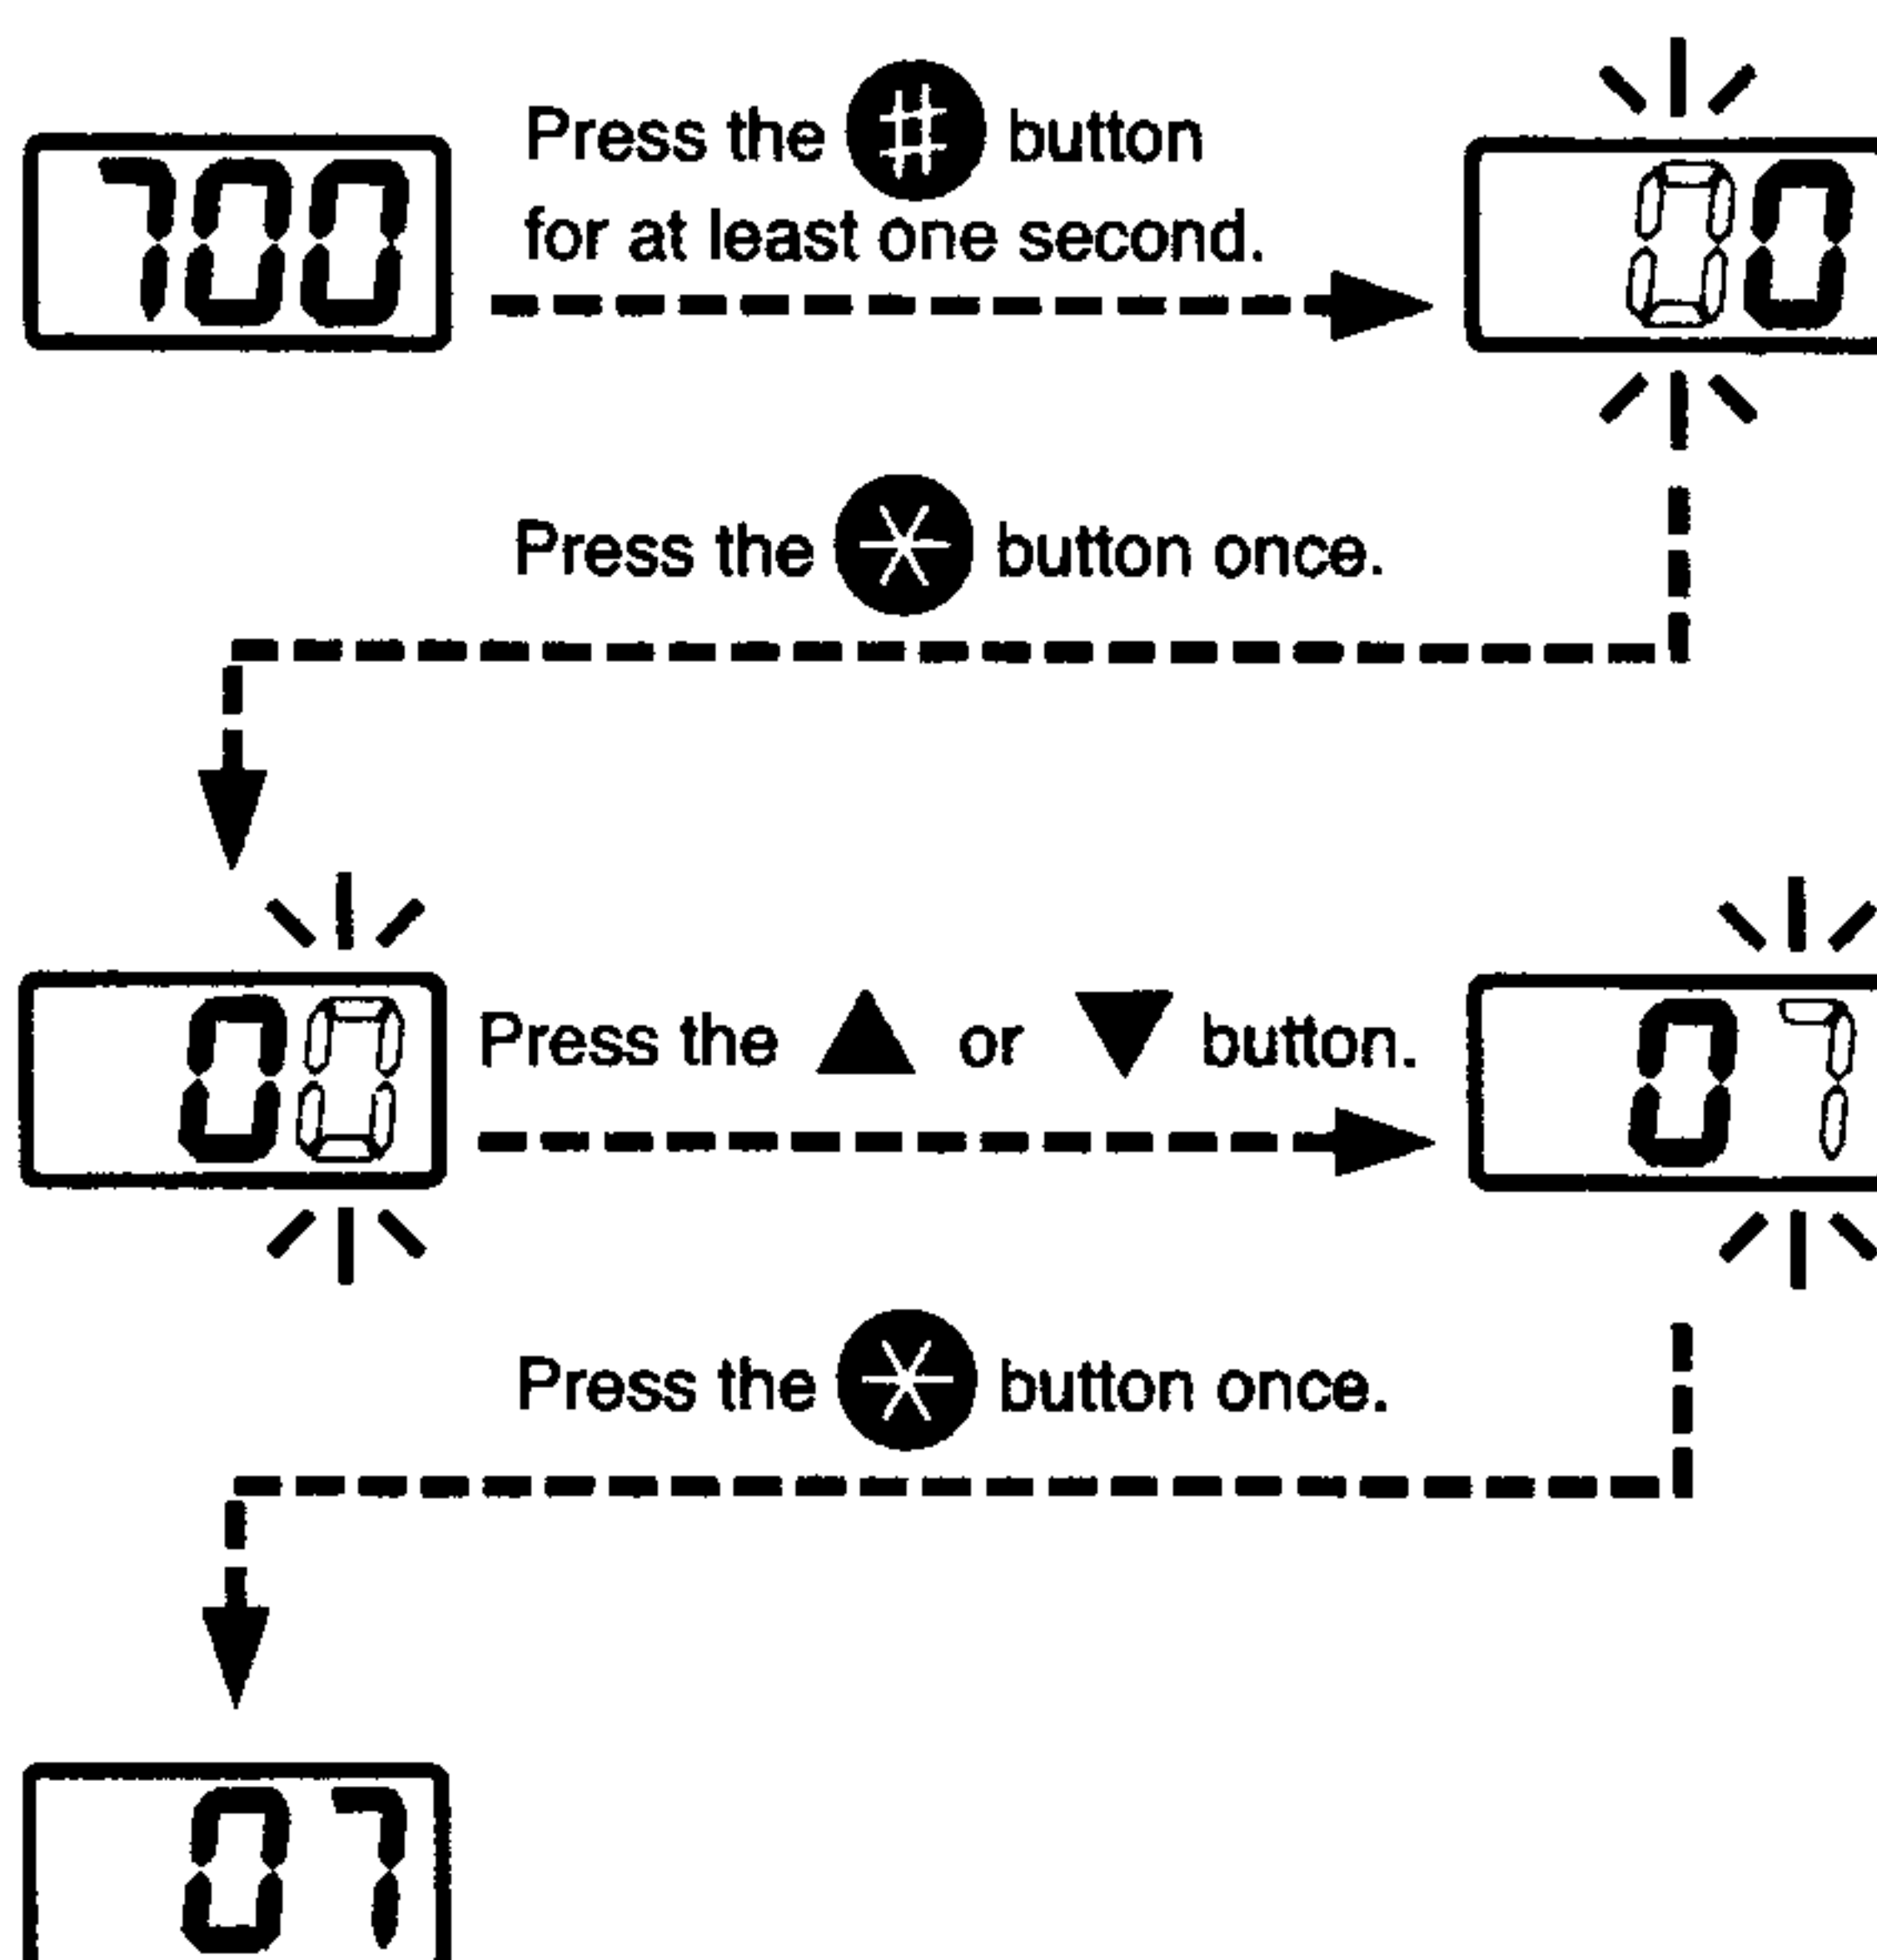 700
Press the # button
for at least one second.
00
Press the * button once.
00
Press the ▲ or ▼ button.
07
Press the * button once.
07